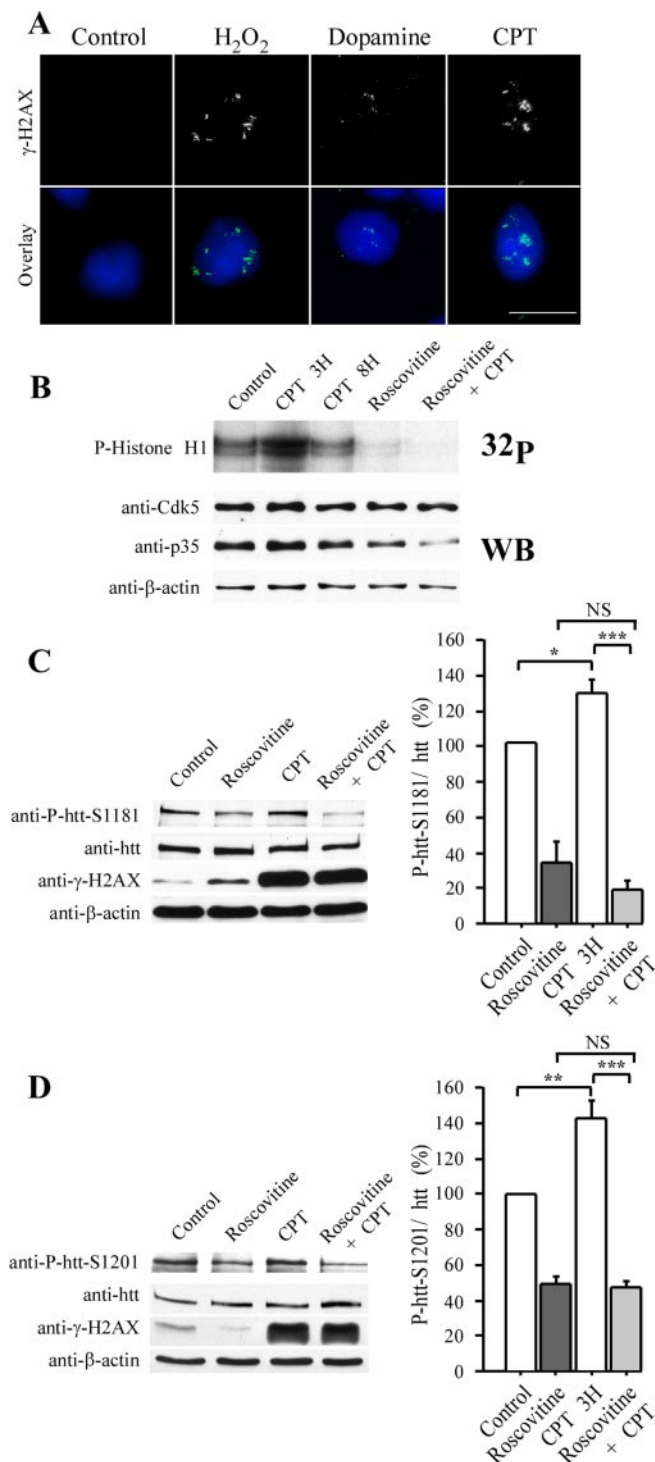 A
Control H₂O₂ Dopamine CPT
γ-H2AX
Overlay
B
Control CPT 3H CPT 8H Roscovitine Roscovitine + CPT
P-Histone H1 32P
anti-Cdk5
anti-p35 WB
anti-β-actin
C
Control Roscovitine CPT Roscovitine + CPT
anti-P-htt-S1181
anti-htt
anti-γ-H2AX
anti-β-actin
NS
* ***
P-htt-S1181/ htt (%)
160
140
120
100
80
60
40
20
0
Control
Roscovitine
CPT 3H
Roscovitine + CPT
D
Control Roscovitine CPT Roscovitine + CPT
anti-P-htt-S1201
anti-htt
anti-γ-H2AX
anti-β-actin
NS
** ***
P-htt-S1201/ htt (%)
160
140
120
100
80
60
40
20
0
Control
Roscovitine
CPT 3H
Roscovitine + CPT